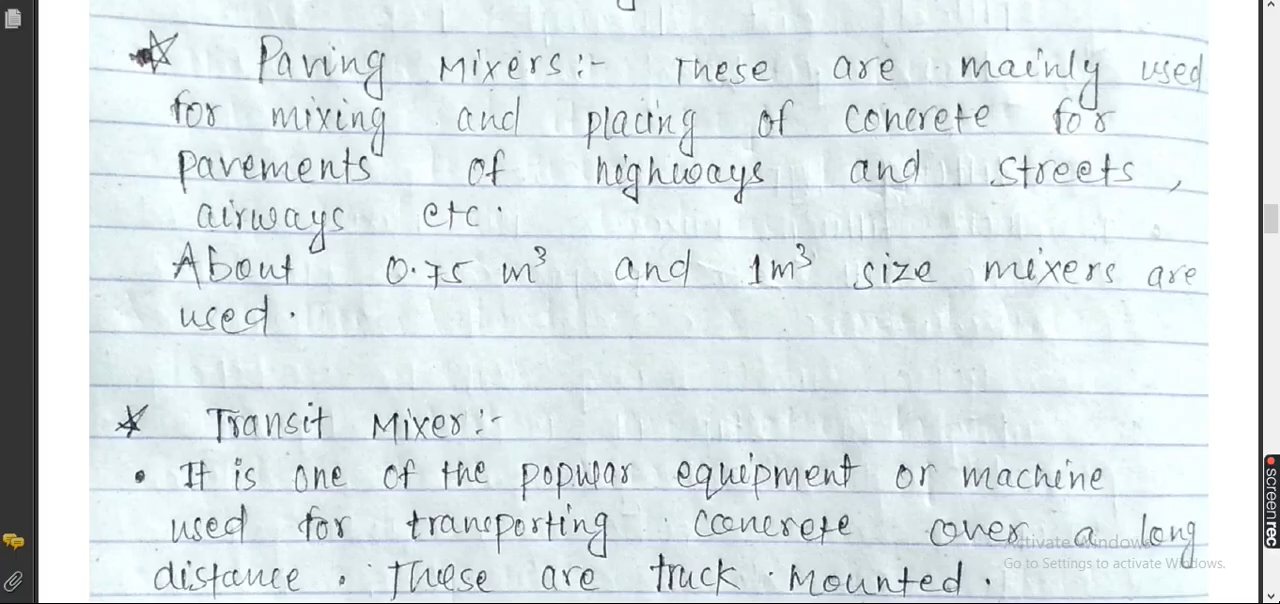 ☆ Paving Mixers:- These are mainly used
for mixing and placing of concrete for
pavements of highways and streets,
airways etc.
About 0.75 m³ and 1m³ size mixers are
used.
☆ Transit Mixer:-
• It is one of the popular equipment or machine
used for transporting concrete over a long
distance. These are truck mounted.
Activate Windows
Go to Settings to activate Windows.
screenrec